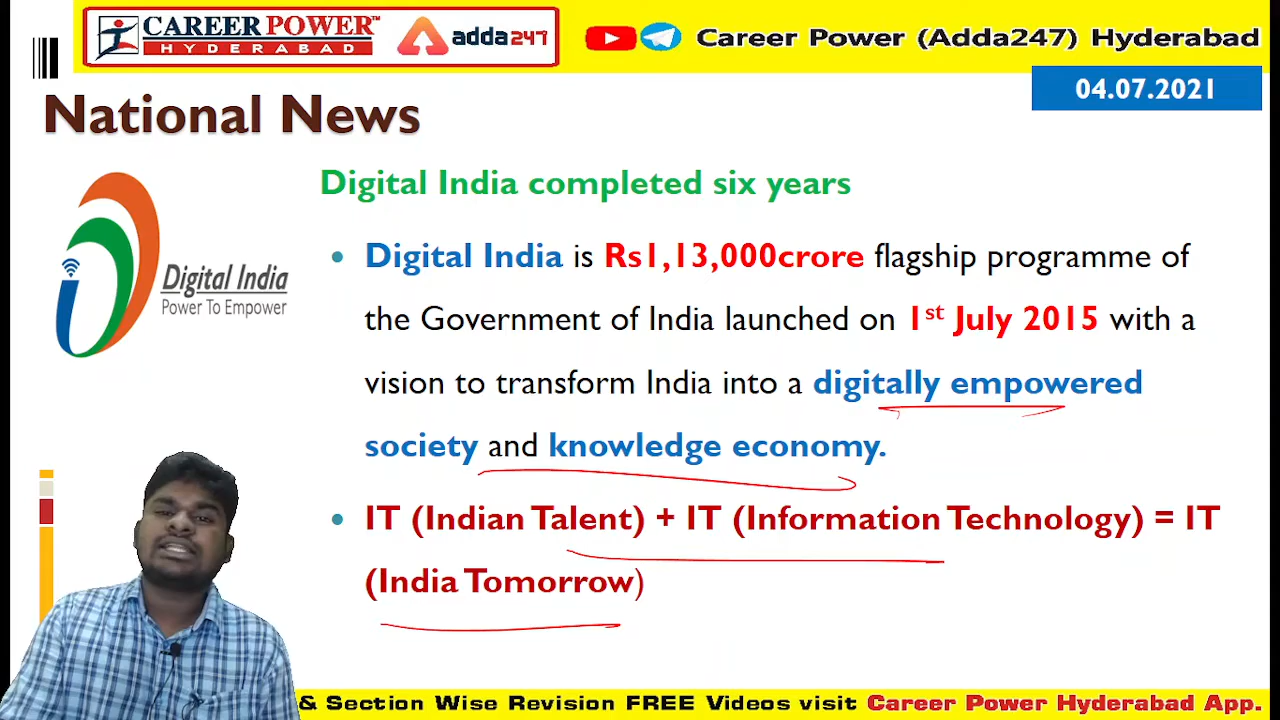 CAREER POWER™
HYDERABAD
adda247
Career Power (Adda247) Hyderabad
04.07.2021
National News
Digital India completed six years
Digital India
Power To Empower
• Digital India is Rs1,13,000crore flagship programme of
the Government of India launched on 1st July 2015 with a
vision to transform India into a digitally empowered
society and knowledge economy.
• IT (Indian Talent) + IT (Information Technology) = IT
(India Tomorrow)
& Section Wise Revision FREE Videos visit Career Power Hyderabad App.